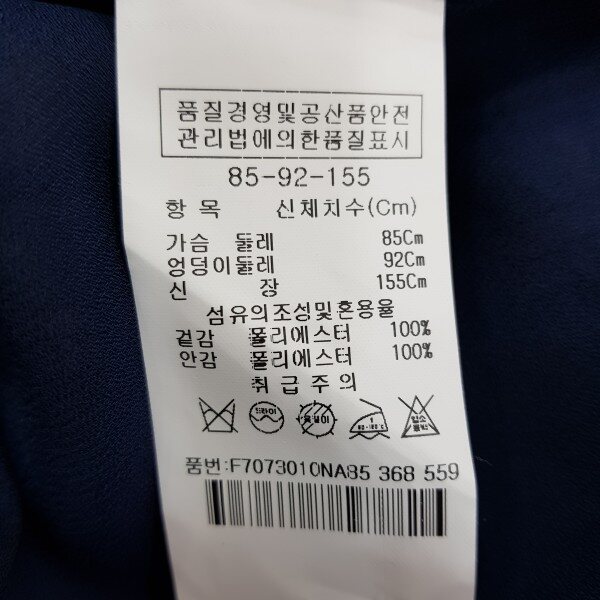 품질경영및공산품안전
관리법에의한품질표시
85-92-155
항 목 신체치수(Cm)
가슴 둘레 85Cm
엉덩이둘레 92Cm
신 장 155Cm
섬유의조성및혼용율
겉감 폴리에스터 100%
안감 폴리에스터 100%
취급주의
드라이
품번:F7073010NA85 368 559